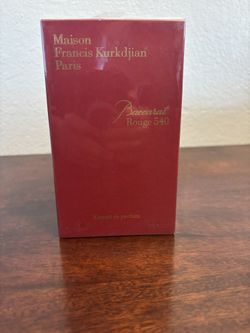 Maison
Francis Kurkdjian
Paris
Baccarat
Rouge 540
Extrait de parfum